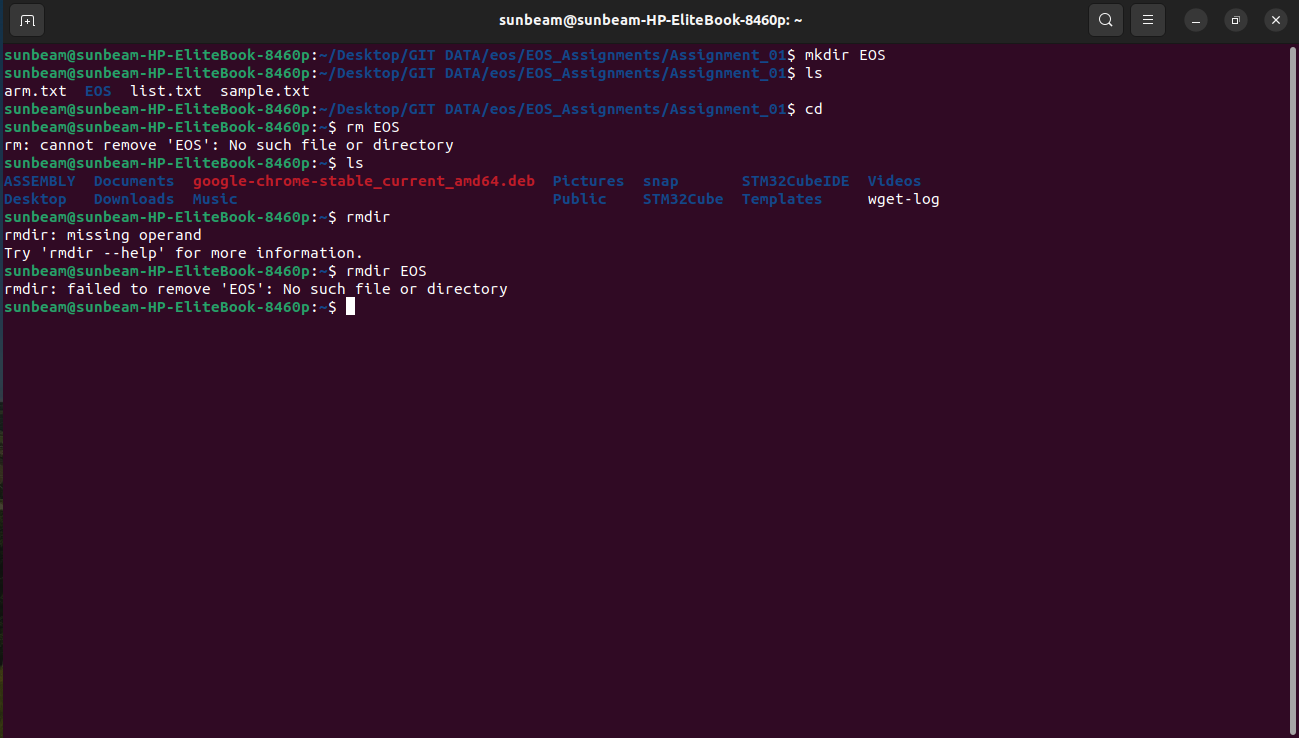 sunbeam@sunbeam-HP-EliteBook-8460p: ~
sunbeam@sunbeam-HP-EliteBook-8460p:~/Desktop/GIT DATA/eos/EOS_Assignments/Assignment_01$ mkdir EOS
sunbeam@sunbeam-HP-EliteBook-8460p:~/Desktop/GIT DATA/eos/EOS_Assignments/Assignment_01$ ls
arm.txt  EOS  list.txt  sample.txt
sunbeam@sunbeam-HP-EliteBook-8460p:~/Desktop/GIT DATA/eos/EOS_Assignments/Assignment_01$ cd
sunbeam@sunbeam-HP-EliteBook-8460p:~$ rm EOS
rm: cannot remove 'EOS': No such file or directory
sunbeam@sunbeam-HP-EliteBook-8460p:~$ ls
ASSEMBLY  Documents  google-chrome-stable_current_amd64.deb  Pictures  snap       STM32CubeIDE  Videos
Desktop   Downloads  Music                                   Public    STM32Cube  Templates     wget-log
sunbeam@sunbeam-HP-EliteBook-8460p:~$ rmdir
rmdir: missing operand
Try 'rmdir --help' for more information.
sunbeam@sunbeam-HP-EliteBook-8460p:~$ rmdir EOS
rmdir: failed to remove 'EOS': No such file or directory
sunbeam@sunbeam-HP-EliteBook-8460p:~$